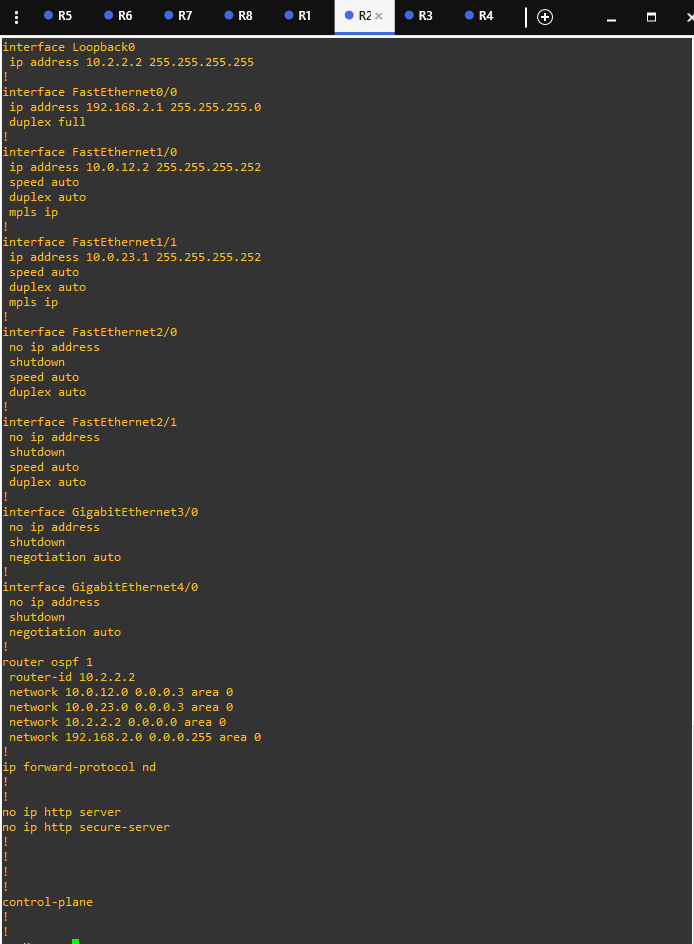 R5 R6 R7 R8 R1 R2 R3 R4
interface Loopback0
ip address 10.2.2.2 255.255.255.255
!
interface FastEthernet0/0
ip address 192.168.2.1 255.255.255.0
duplex full
!
interface FastEthernet1/0
ip address 10.0.12.2 255.255.255.252
speed auto
duplex auto
mpls ip
!
interface FastEthernet1/1
ip address 10.0.23.1 255.255.255.252
speed auto
duplex auto
mpls ip
!
interface FastEthernet2/0
no ip address
shutdown
speed auto
duplex auto
!
interface FastEthernet2/1
no ip address
shutdown
speed auto
duplex auto
!
interface GigabitEthernet3/0
no ip address
shutdown
negotiation auto
!
interface GigabitEthernet4/0
no ip address
shutdown
negotiation auto
!
router ospf 1
router-id 10.2.2.2
network 10.0.12.0 0.0.0.3 area 0
network 10.0.23.0 0.0.0.3 area 0
network 10.2.2.2 0.0.0.0 area 0
network 192.168.2.0 0.0.0.255 area 0
!
ip forward-protocol nd
!
!
no ip http server
no ip http secure-server
!
!
!
!
control-plane
!
!